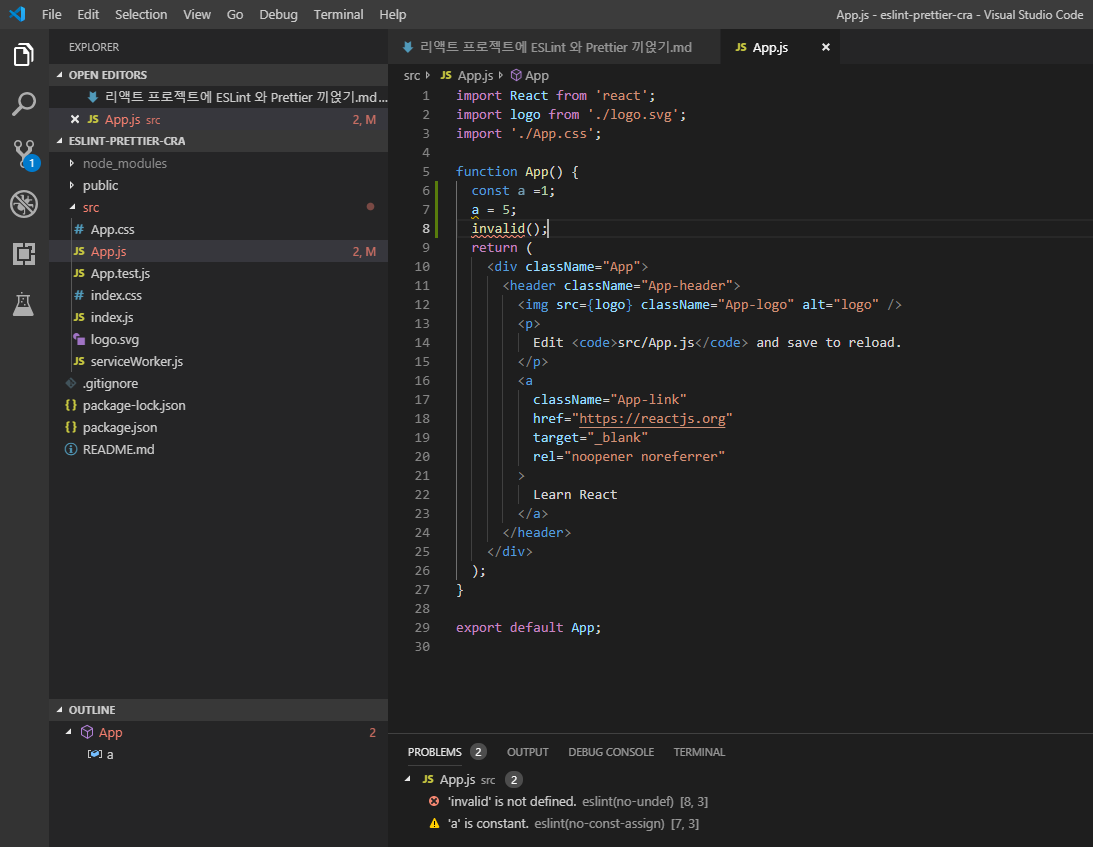 File Edit Selection View Go Debug Terminal Help App.js - eslint-prettier-cra - Visual Studio Code
EXPLORER
OPEN EDITORS
리액트 프로젝트에 ESLint 와 Prettier 끼얹기.md...
JS App.js src 2, M
1
ESLINT-PRETTIER-CRA
node_modules
public
src
# App.css
JS App.js 2, M
JS App.test.js
# index.css
JS index.js
logo.svg
JS serviceWorker.js
.gitignore
{} package-lock.json
{} package.json
README.md
OUTLINE
App 2
a
리액트 프로젝트에 ESLint 와 Prettier 끼얹기.md JS App.js
src JS App.js App
1 import React from 'react';
2 import logo from './logo.svg';
3 import './App.css';
4
5 function App() {
6 const a =1;
7 a = 5;
8 invalid();
9 return (
10 <div className="App">
11 <header className="App-header">
12 <img src={logo} className="App-logo" alt="logo" />
13 <p>
14 Edit <code>src/App.js</code> and save to reload.
15 </p>
16 <a
17 className="App-link"
18 href="https://reactjs.org"
19 target="_blank"
20 rel="noopener noreferrer"
21 >
22 Learn React
23 </a>
24 </header>
25 </div>
26 );
27 }
28
29 export default App;
30
PROBLEMS 2 OUTPUT DEBUG CONSOLE TERMINAL
JS App.js src 2
'invalid' is not defined. eslint(no-undef) [8, 3]
'a' is constant. eslint(no-const-assign) [7, 3]